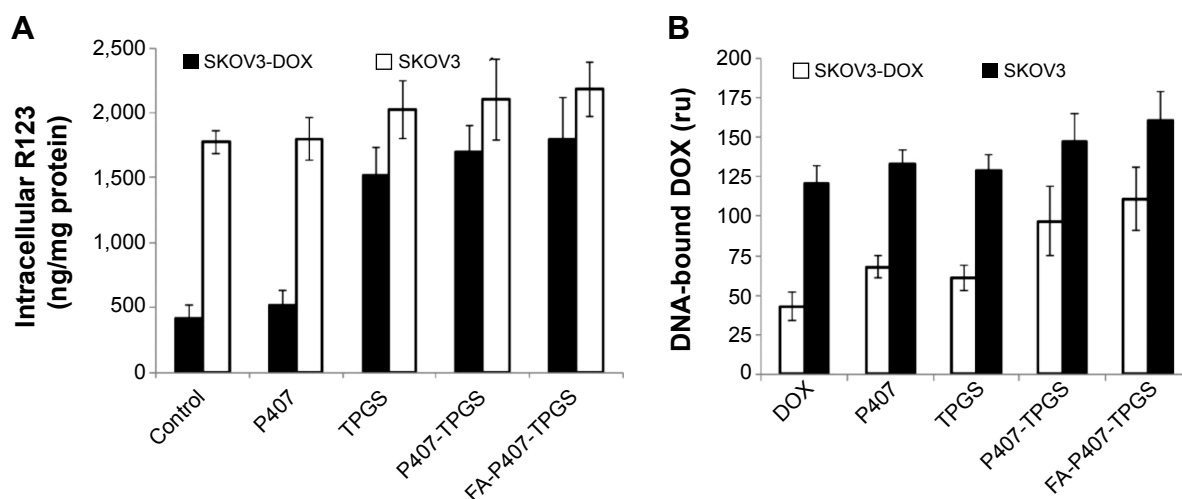 A
Intracellular R123
(ng/mg protein)
2,500
2,000
1,500
1,000
500
0
SKOV3-DOX
SKOV3
Control
P407
TPGS
P407-TPGS
FA-P407-TPGS
B
DNA-bound DOX (ru)
200
175
150
125
100
75
50
25
0
SKOV3-DOX
SKOV3
DOX
P407
TPGS
P407-TPGS
FA-P407-TPGS